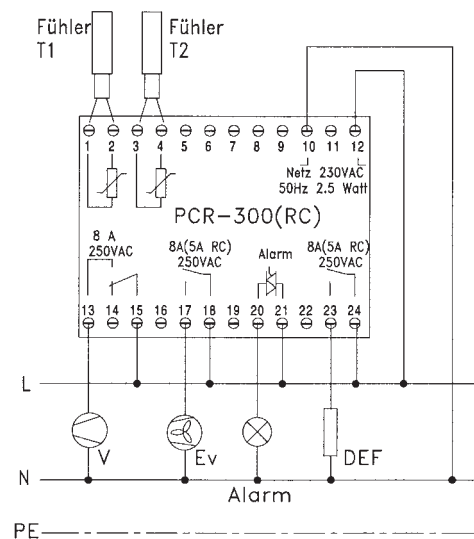 Fühler Fühler
T1 T2
1 2 3 4 5 6 7 8 9 10 11 12
Netz 230VAC
50Hz 2.5 Watt
PCR-300(RC)
8 A
250VAC
8A(5A RC)
250VAC
Alarm
8A(5A RC)
250VAC
13 14 15 16 17 18 19 20 21 22 23 24
L
V Ev DEF
N
Alarm
PE